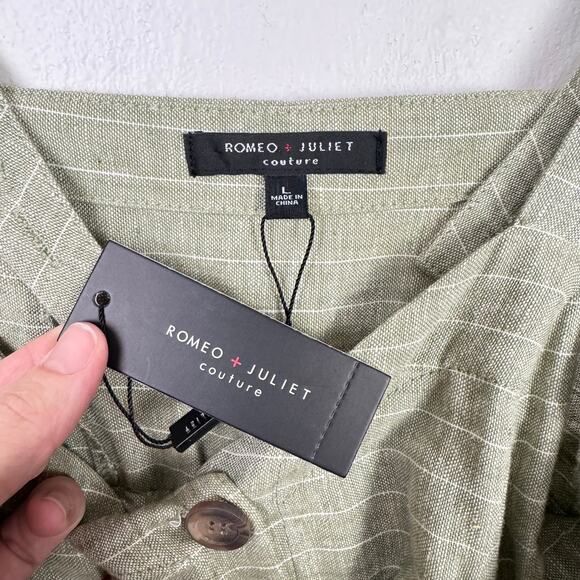 ROMEO + JULIET
couture
L
MADE IN
CHINA
ROMEO + JULIET
couture